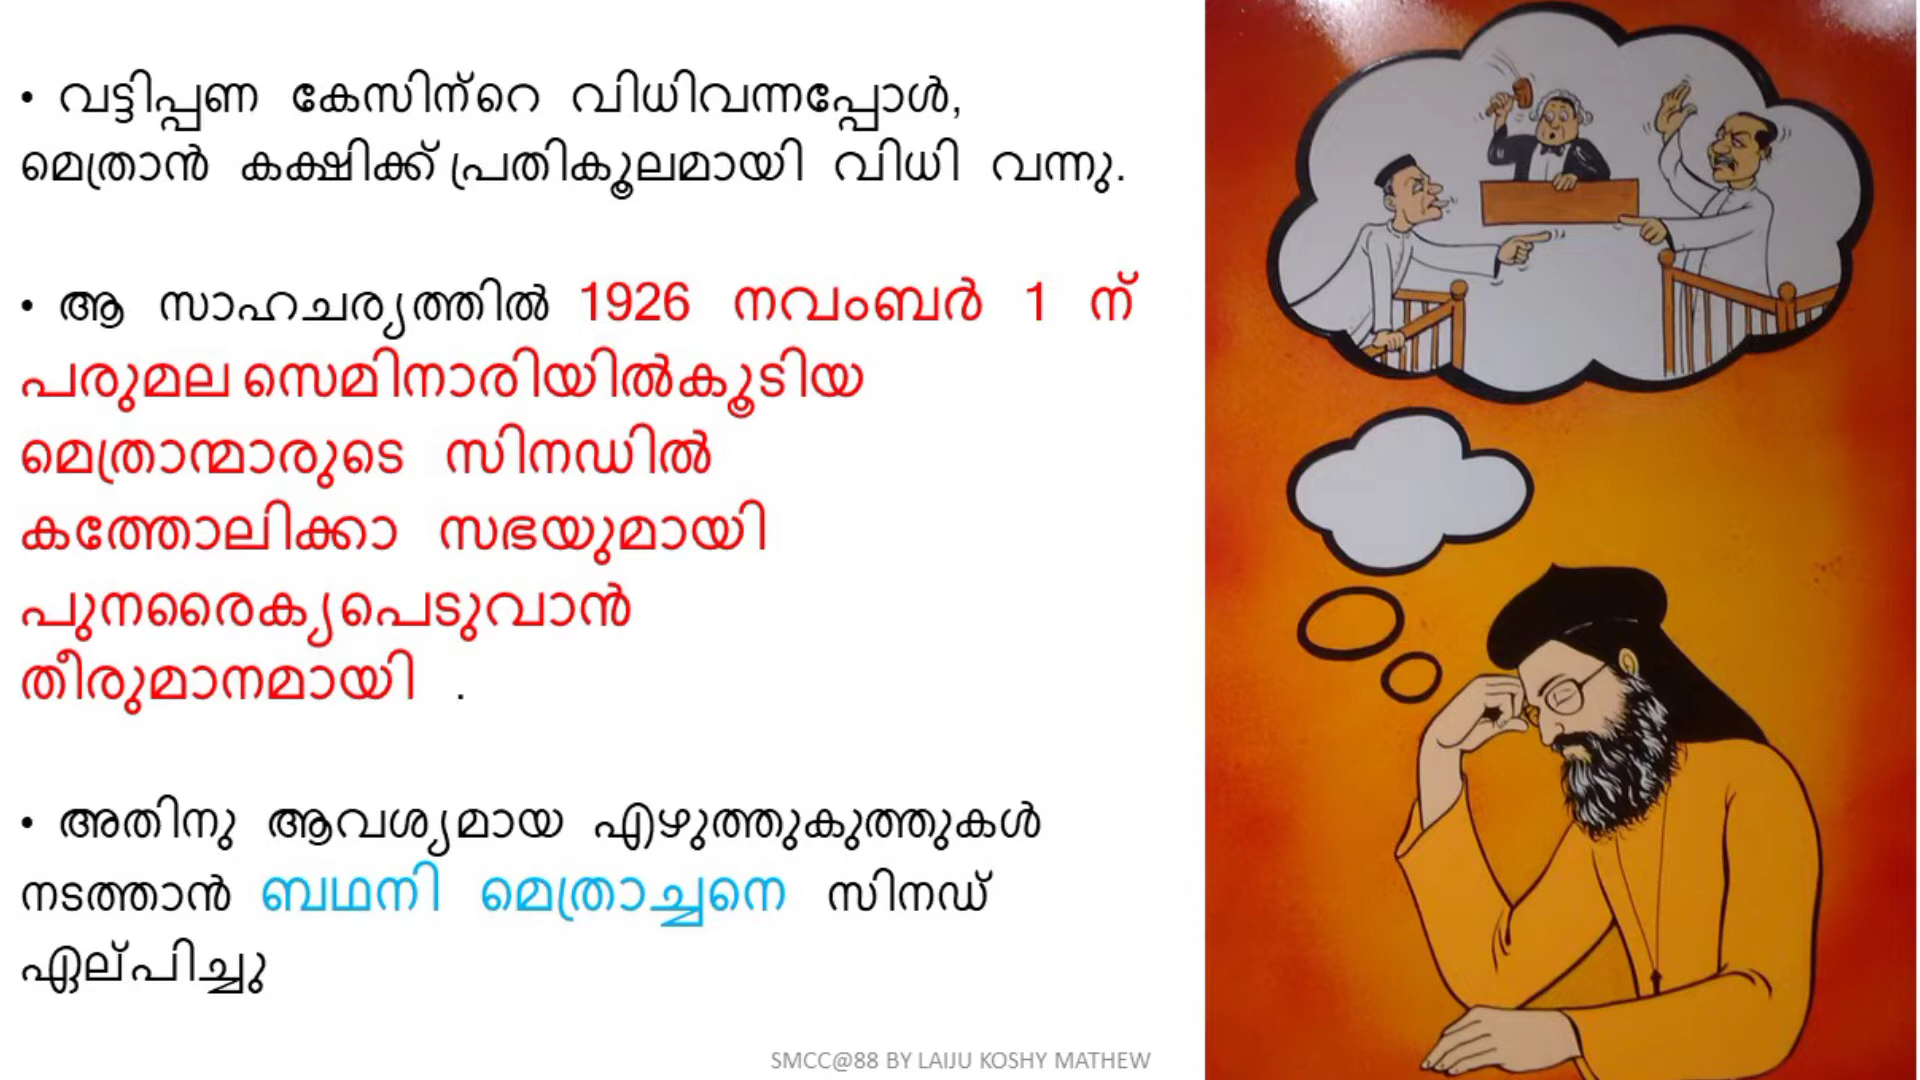 • വട്ടിപ്പണ കേസിന്റെ വിധിവന്നപ്പോൾ,
മെത്രാൻ കക്ഷിക്ക് പ്രതികൂലമായി വിധി വന്നു.
• ആ സാഹചര്യത്തിൽ 1926 നവംബർ 1 ന്
പരുമല സെമിനാരിയിൽകൂടിയ
മെത്രാന്മാരുടെ സിനഡിൽ
കത്തോലിക്കാ സഭയുമായി
പുനരൈക്യപെടുവാൻ
തീരുമാനമായി .
• അതിനു ആവശ്യമായ എഴുത്തുകുത്തുകൾ
നടത്താൻ ബഥനി മെത്രാച്ചനെ സിനഡ്
ഏല്പിച്ചു
SMCC@88 BY LAIJU KOSHY MATHEW